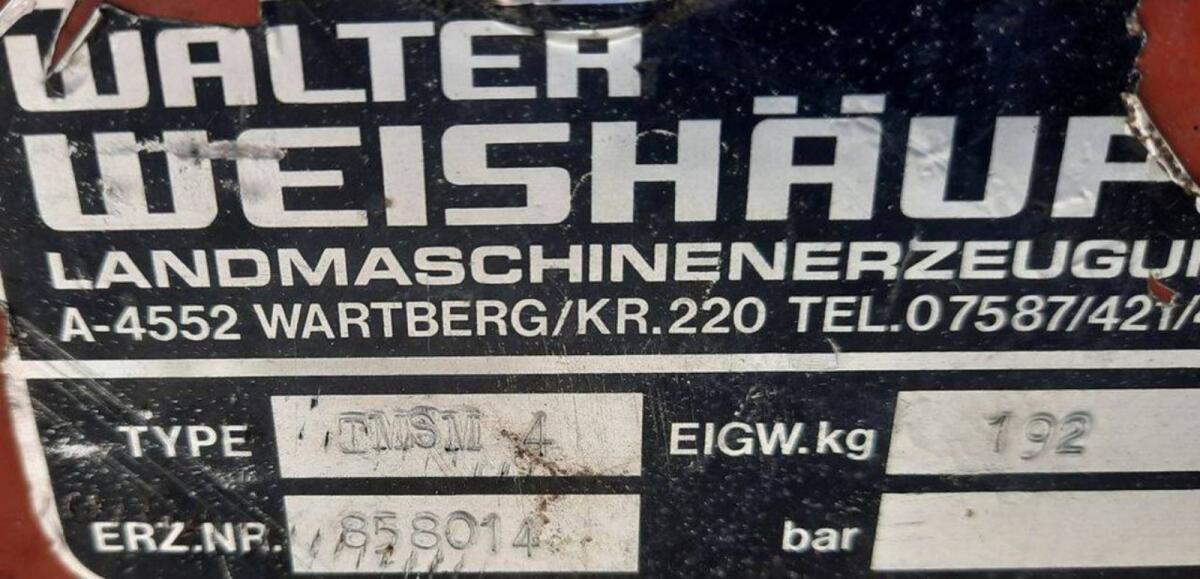 WALTER
WEISHÄUP
LANDMASCHINENERZEUGU
A-4552 WARTBERG/KR.220 TEL.07587/421/
TYPE TMSM 4 EIGW.kg 192
ERZ.NR. 858014 bar